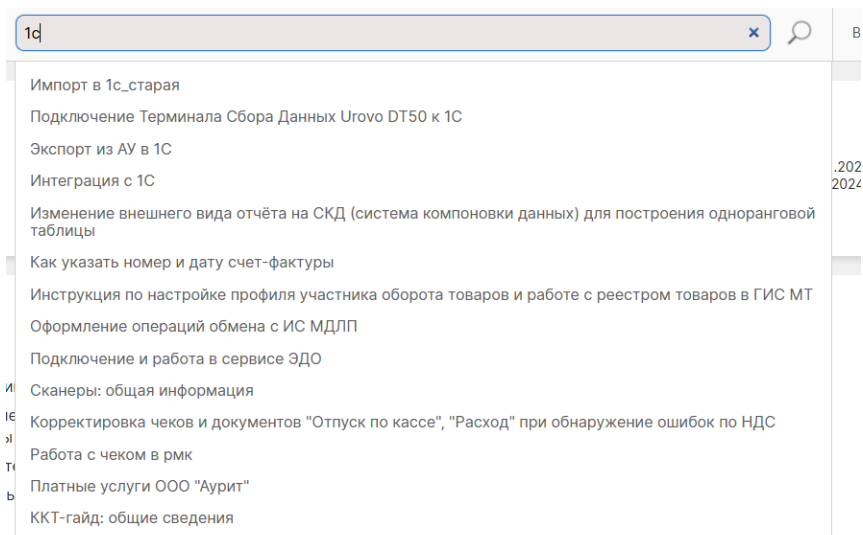 1с
В
Импорт в 1с_старая
Подключение Терминала Сбора Данных Urovo DT50 к 1С
Экспорт из АУ в 1С
.202
Интеграция с 1С
2024
Изменение внешнего вида отчёта на СКД (система компоновки данных) для построения одноранговой
таблицы
Как указать номер и дату счет-фактуры
Инструкция по настройке профиля участника оборота товаров и работе с реестром товаров в ГИС МТ
Оформление операций обмена с ИС МДЛП
Подключение и работа в сервисе ЭДО
Сканеры: общая информация
Корректировка чеков и документов "Отпуск по кассе", "Расход" при обнаружение ошибок по НДС
Работа с чеком в рмк
Платные услуги ООО "Аурит"
ККТ-гайд: общие сведения